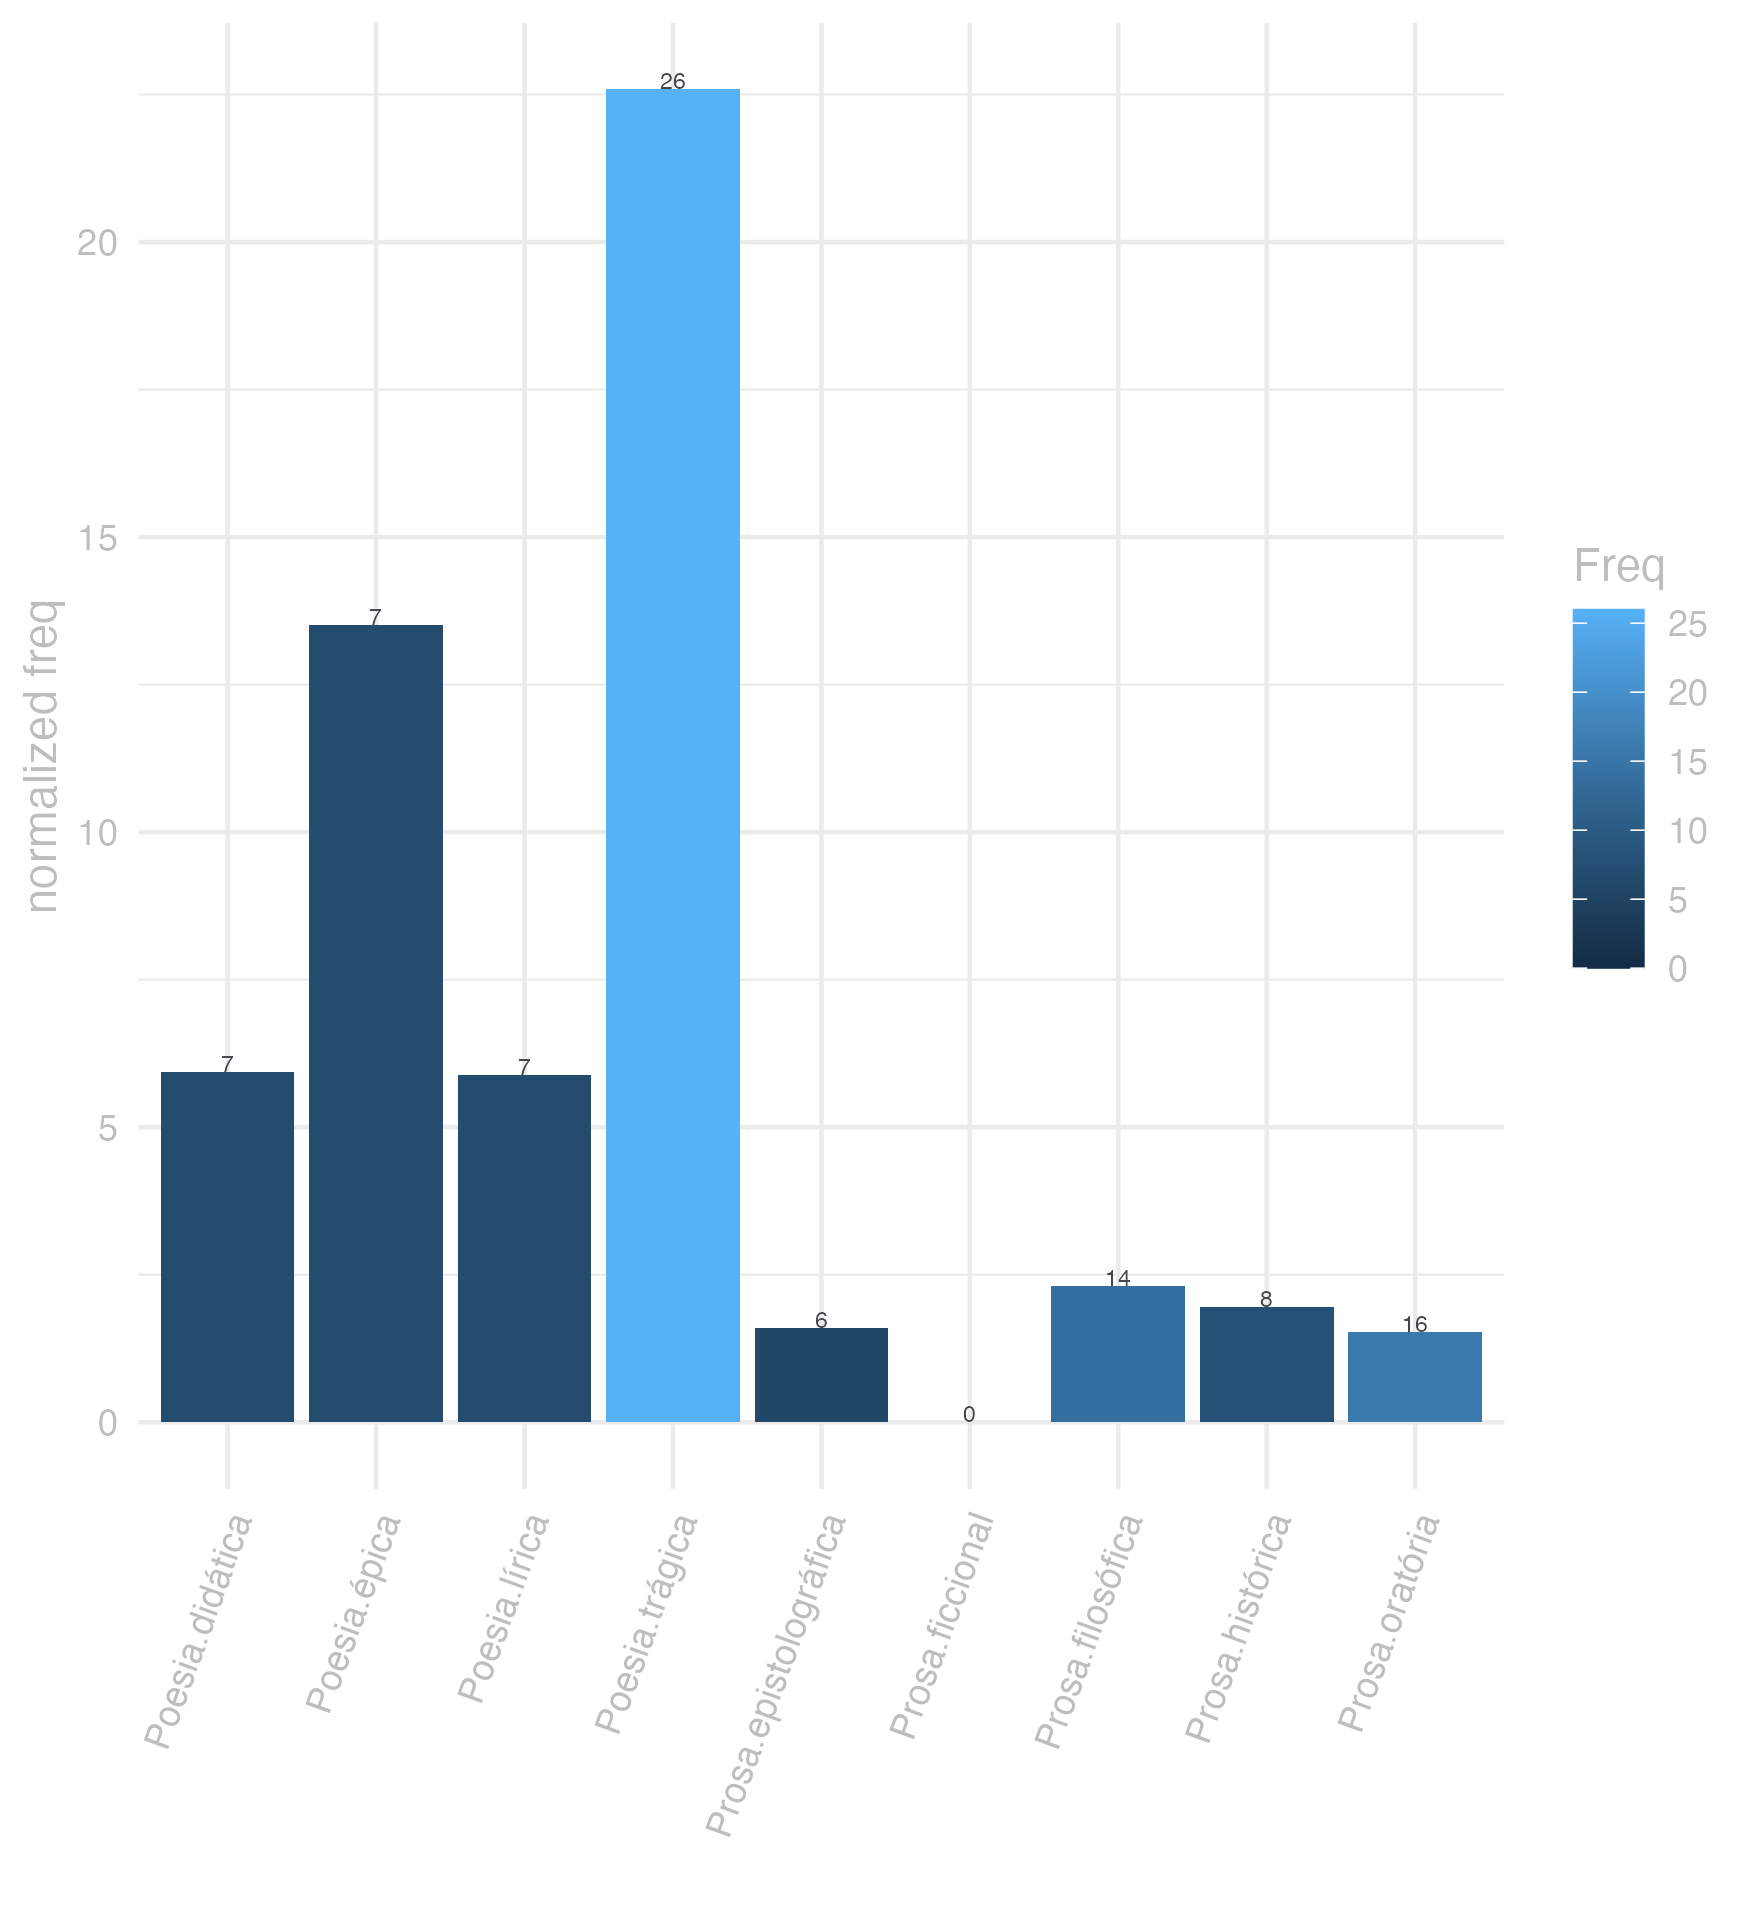 normalized freq
20
15
10
5
0
7
7
7
26
6
0
14
8
16
Poesia.didática
Poesia.épica
Poesia.lírica
Poesia.trágica
Prosa.epistolográfica
Prosa.ficcional
Prosa.filosófica
Prosa.histórica
Prosa.oratória
Freq
25
20
15
10
5
0